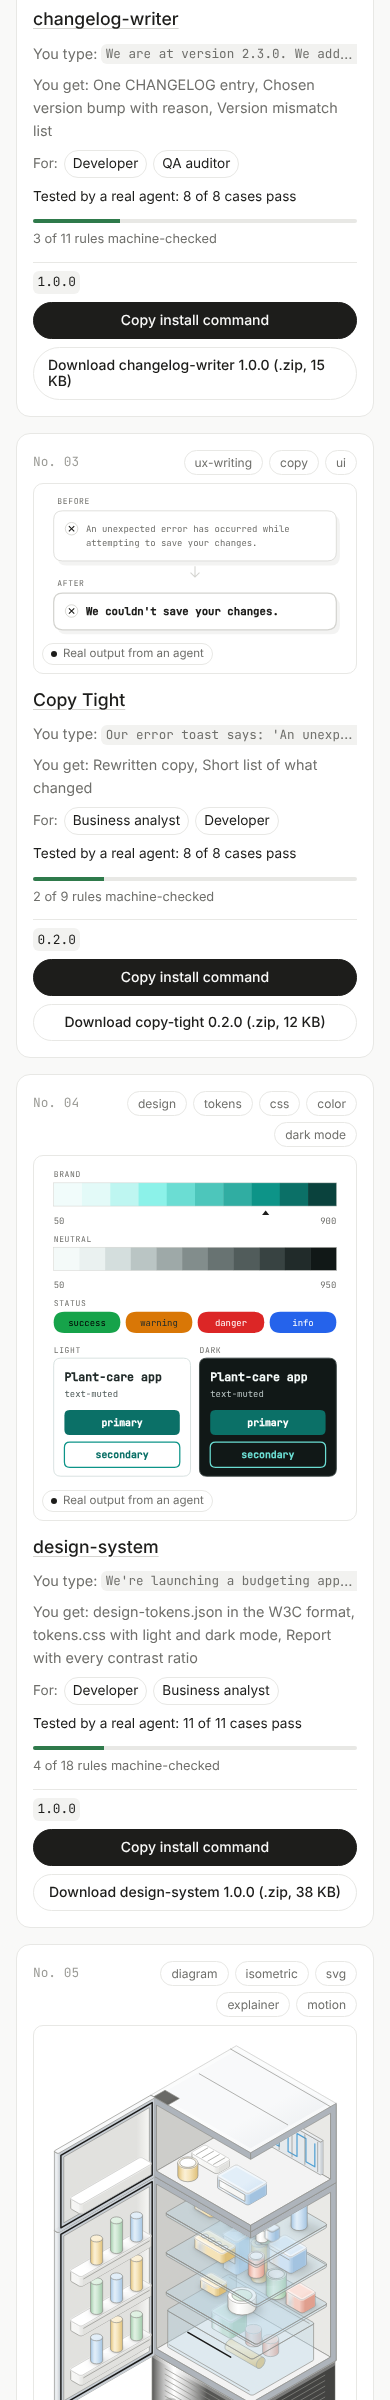 changelog-writer
You type: We are at version 2.3.0. We add...
You get: One CHANGELOG entry, Chosen
version bump with reason, Version mismatch
list
For: Developer QA auditor
Tested by a real agent: 8 of 8 cases pass
3 of 11 rules machine-checked
1.0.0
Copy install command
Download changelog-writer 1.0.0 (.zip, 15
KB)
No. 03 ux-writing copy ui
BEFORE
An unexpected error has occurred while
attempting to save your changes.
AFTER
We couldn't save your changes.
Real output from an agent
Copy Tight
You type: Our error toast says: 'An unexp...
You get: Rewritten copy, Short list of what
changed
For: Business analyst Developer
Tested by a real agent: 8 of 8 cases pass
2 of 9 rules machine-checked
0.2.0
Copy install command
Download copy-tight 0.2.0 (.zip, 12 KB)
No. 04 design tokens css color
dark mode
BRAND
50 900
NEUTRAL
50 950
STATUS
success warning danger info
LIGHT DARK
Plant-care app Plant-care app
text-muted text-muted
primary primary
secondary secondary
Real output from an agent
design-system
You type: We're launching a budgeting app...
You get: design-tokens.json in the W3C format,
tokens.css with light and dark mode, Report
with every contrast ratio
For: Developer Business analyst
Tested by a real agent: 11 of 11 cases pass
4 of 18 rules machine-checked
1.0.0
Copy install command
Download design-system 1.0.0 (.zip, 38 KB)
No. 05 diagram isometric svg
explainer motion